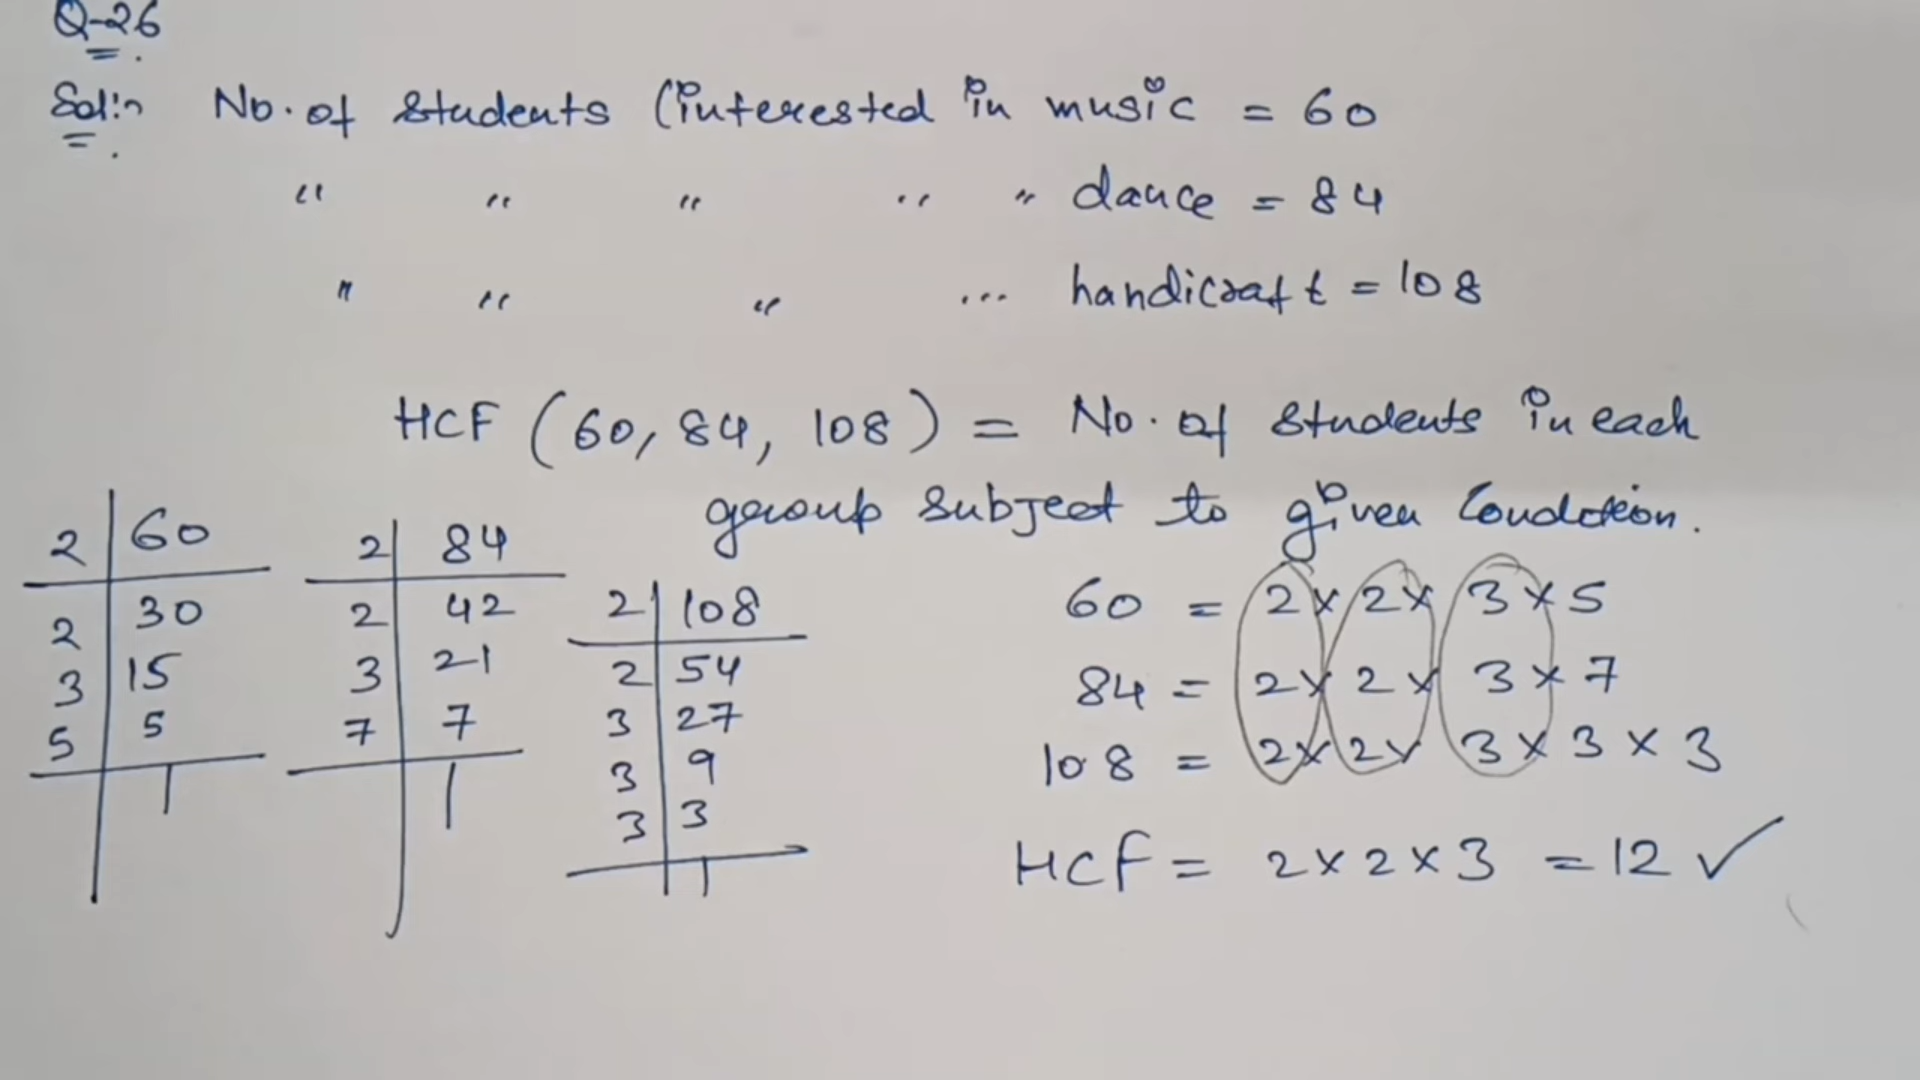 Q-26
Sol:n No. of students (interested in music = 60
" " " " " dance = 84
" " " ... handicraft = 108
HCF (60, 84, 108) = No. of students in each
group subject to given Condition.
2 | 60
2 | 30
3 | 15
5 | 5
1
2 | 84
2 | 42
3 | 21
7 | 7
1
2 | 108
2 | 54
3 | 27
3 | 9
3 | 3
1
60 = 2 × 2 × 3 × 5
84 = 2 × 2 × 3 × 7
108 = 2 × 2 × 3 × 3 × 3
HCF = 2 × 2 × 3 = 12 ✓